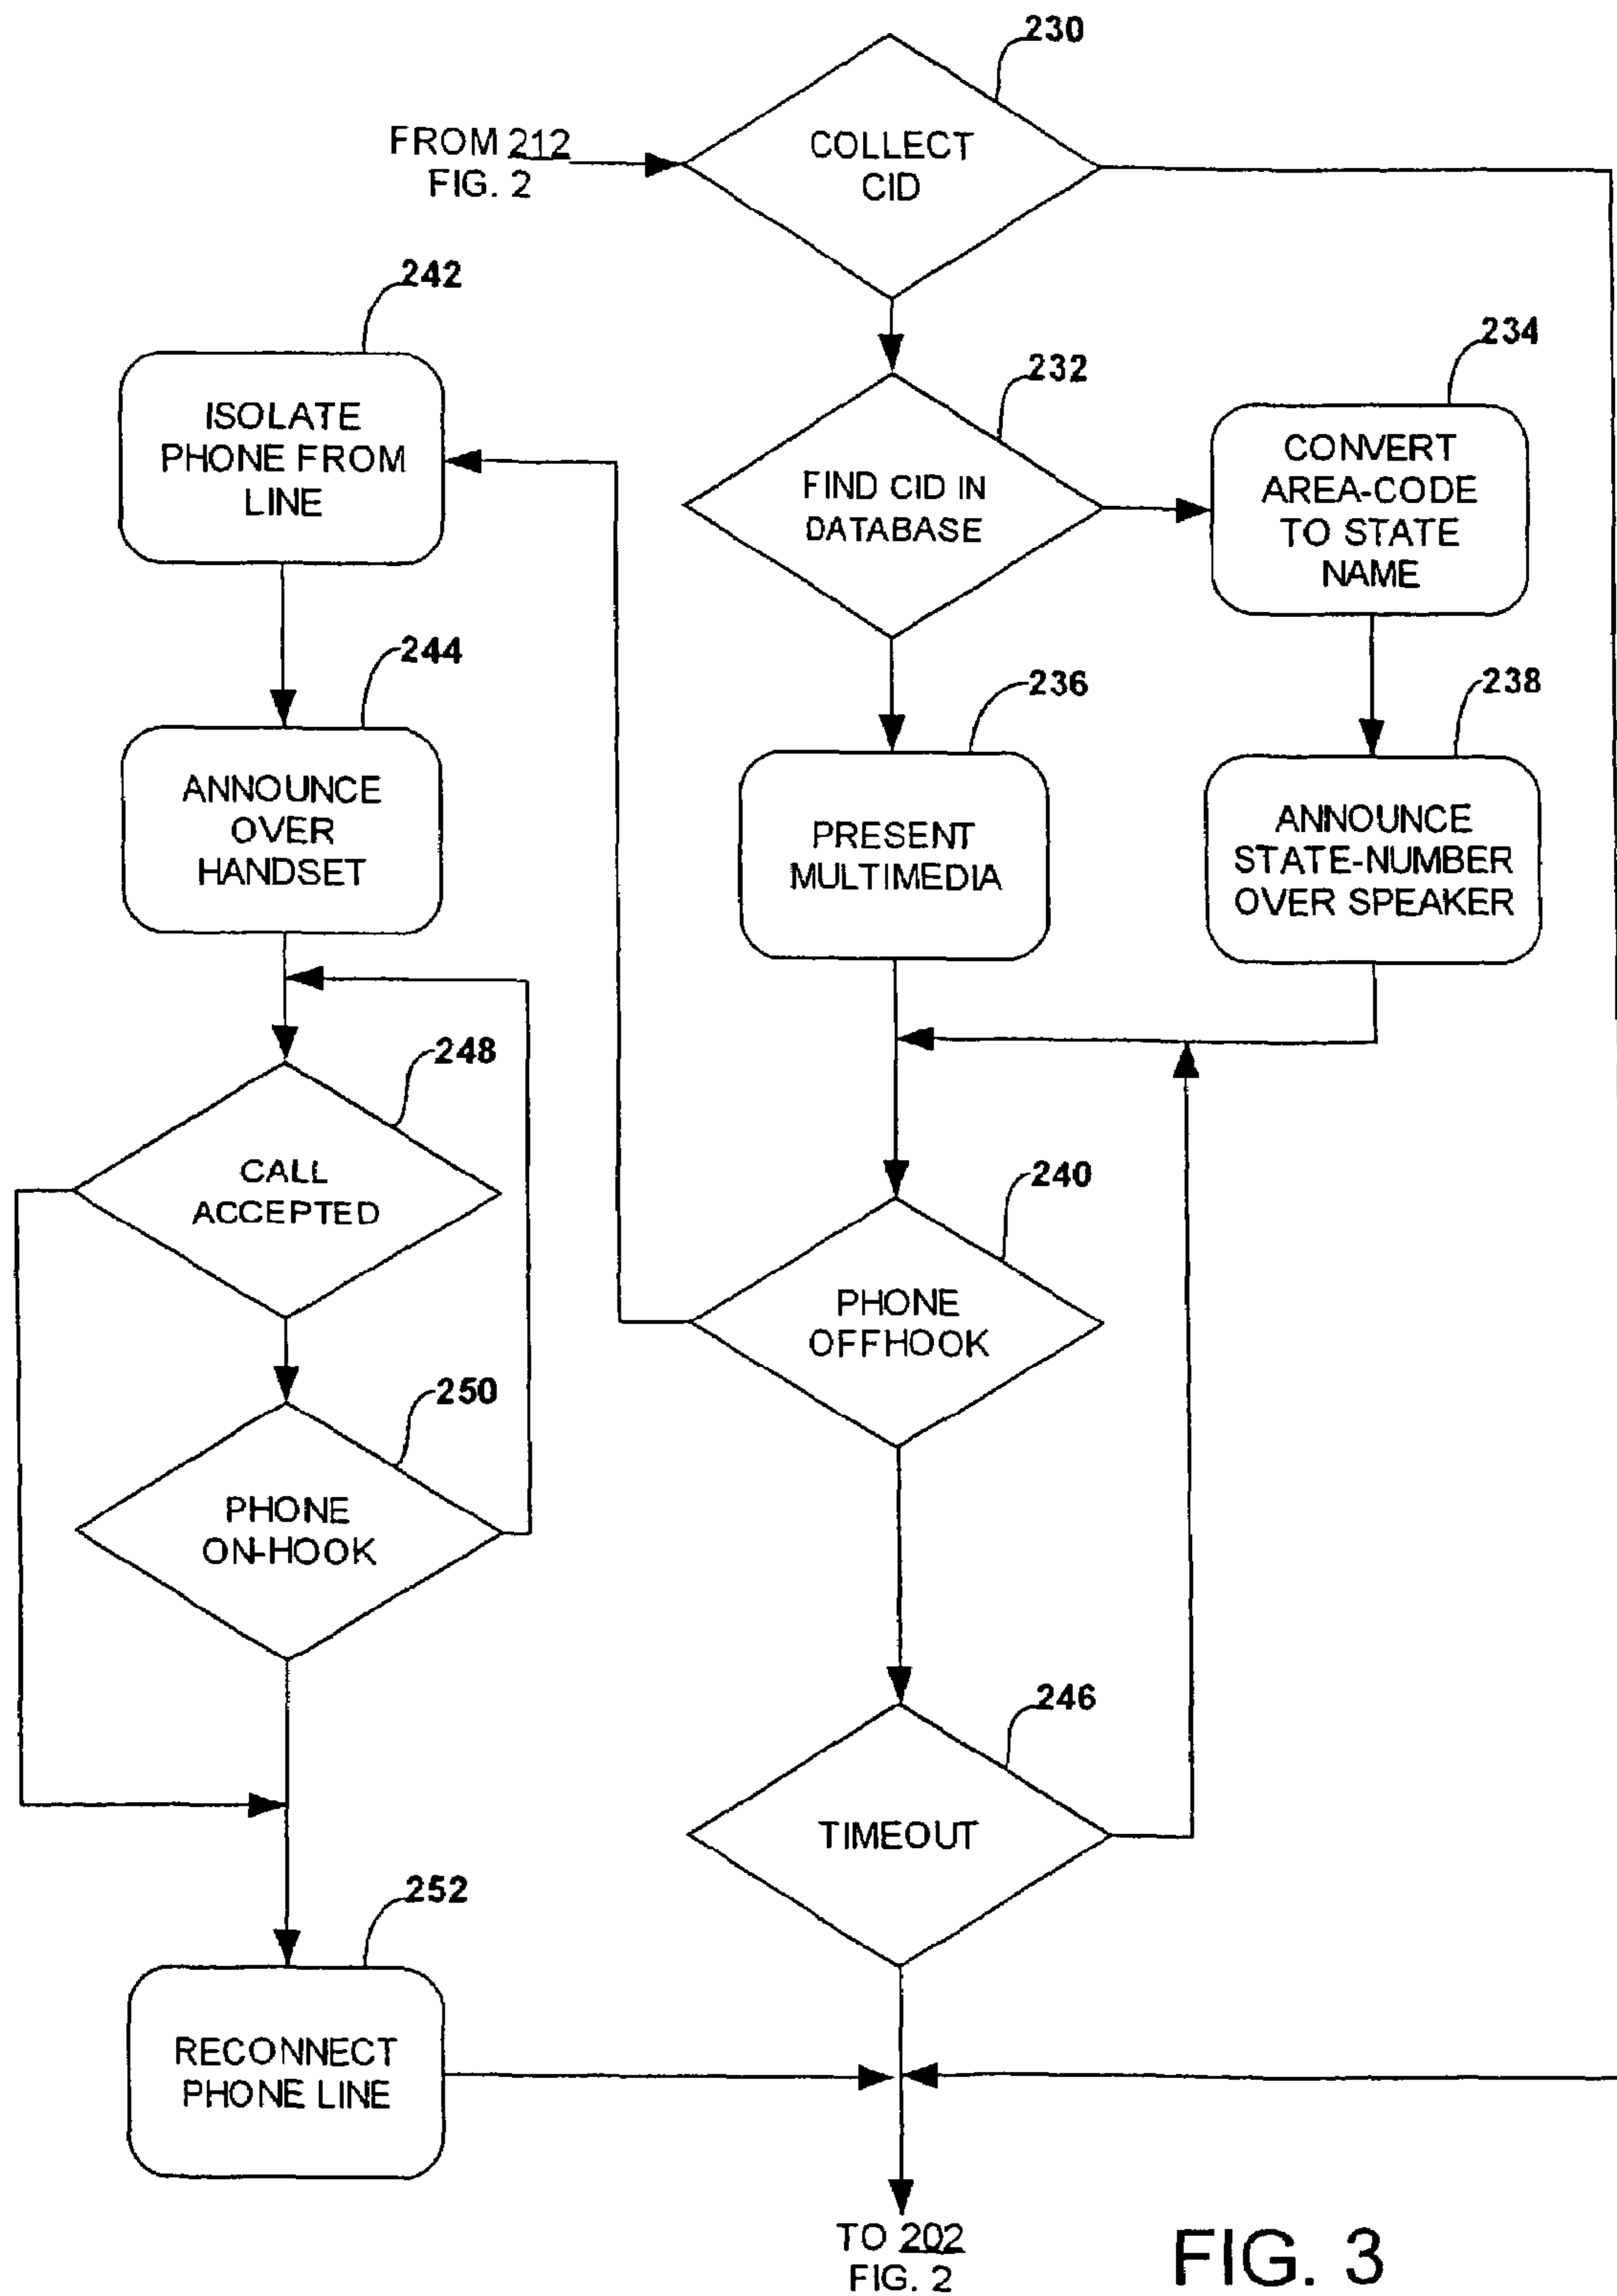 230
FROM 212
FIG. 2
COLLECT
CID
242
ISOLATE
PHONE FROM
LINE
232
FIND CID IN
DATABASE
234
CONVERT
AREA-CODE
TO STATE
NAME
244
ANNOUNCE
OVER
HANDSET
236
PRESENT
MULTIMEDIA
238
ANNOUNCE
STATE-NUMBER
OVER SPEAKER
248
CALL
ACCEPTED
240
PHONE
OFFHOOK
250
PHONE
ON-HOOK
246
TIMEOUT
252
RECONNECT
PHONE LINE
TO 202
FIG. 2
FIG. 3